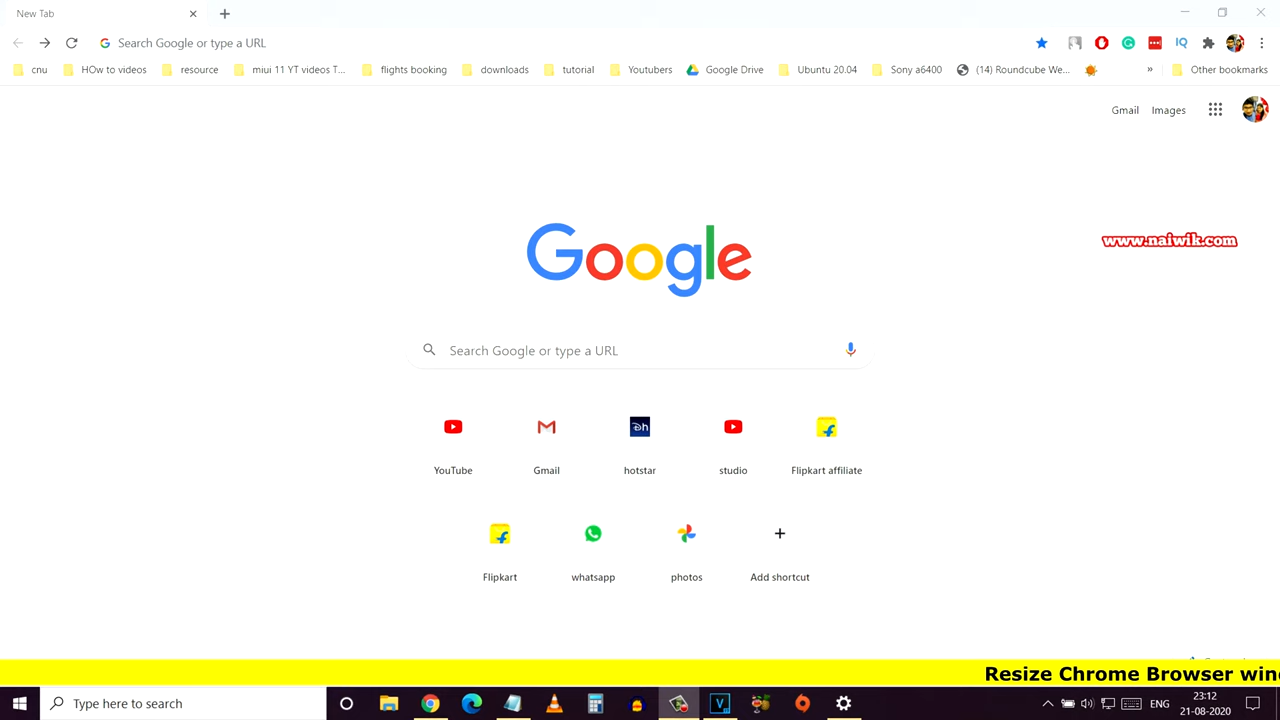 New Tab
Search Google or type a URL
IQ
cnu HOw to videos resource miui 11 YT videos T... flights booking downloads tutorial Youtubers Google Drive Ubuntu 20.04 Sony a6400 (14) Roundcube We... » Other bookmarks
Gmail Images
www.naiwik.com
Google
Search Google or type a URL
YouTube Gmail hotstar studio Flipkart affiliate
Flipkart whatsapp photos Add shortcut
Resize Chrome Browser win
Type here to search
ENG
23:12
21-08-2020